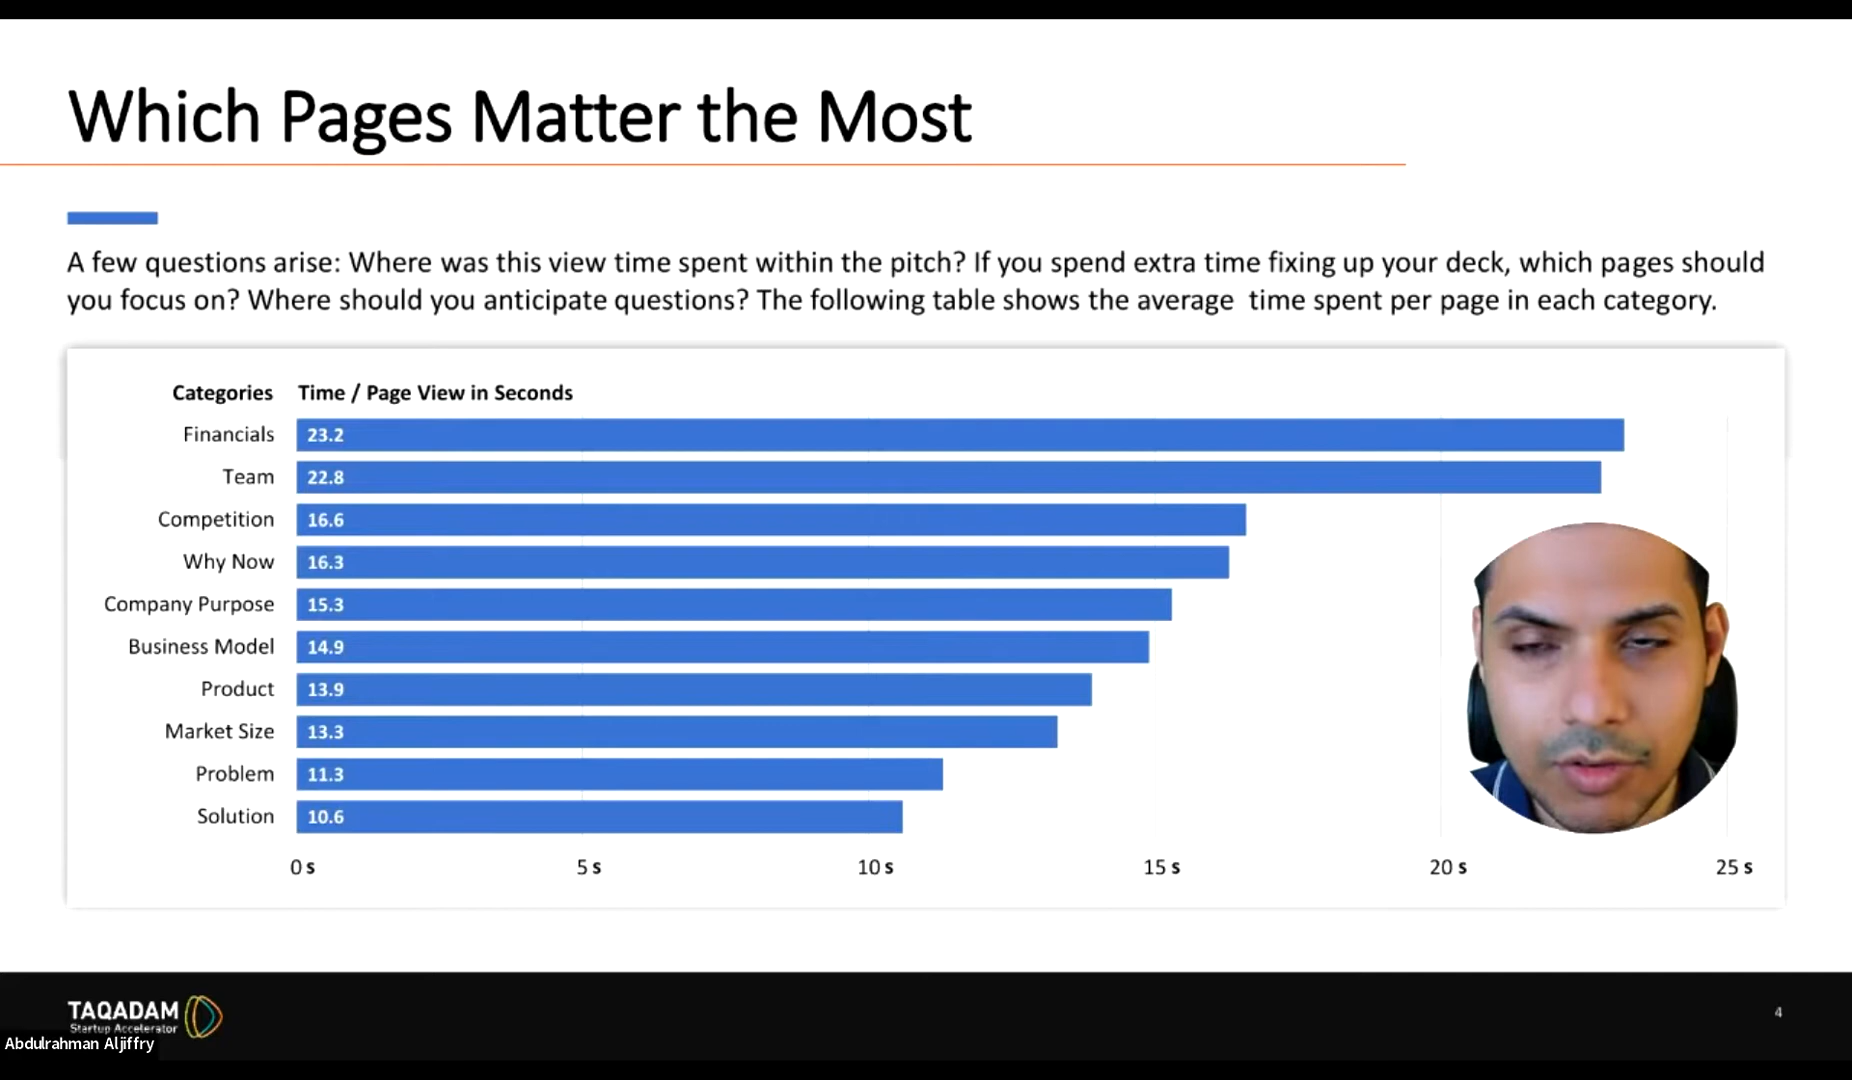 Which Pages Matter the Most
A few questions arise: Where was this view time spent within the pitch? If you spend extra time fixing up your deck, which pages should
you focus on? Where should you anticipate questions? The following table shows the average  time spent per page in each category.
Categories Time / Page View in Seconds
Financials 23.2
Team 22.8
Competition 16.6
Why Now 16.3
Company Purpose 15.3
Business Model 14.9
Product 13.9
Market Size 13.3
Problem 11.3
Solution 10.6
0 s 5 s 10 s 15 s 20 s 25 s
TAQADAM
Startup Accelerator
4
Abdulrahman Aljiffry